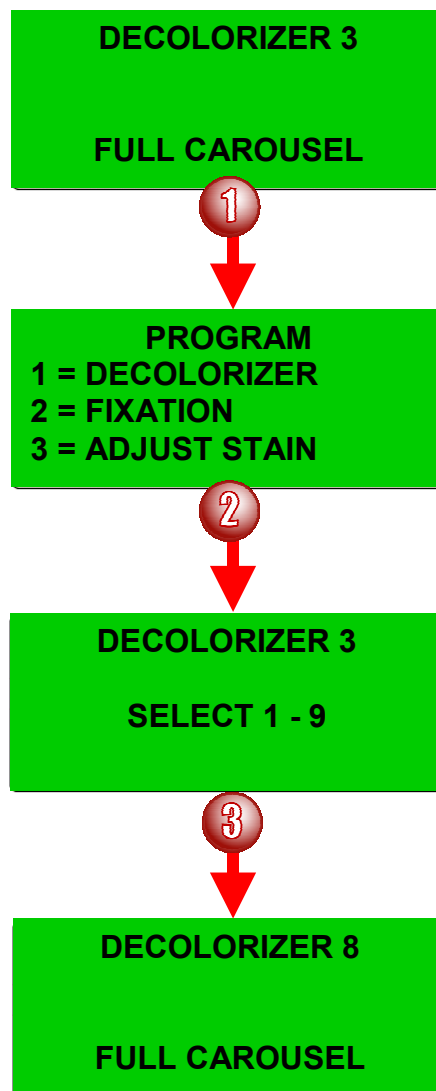 DECOLORIZER 3
FULL CAROUSEL
1
PROGRAM
1 = DECOLORIZER
2 = FIXATION
3 = ADJUST STAIN
2
DECOLORIZER 3
SELECT 1 - 9
3
DECOLORIZER 8
FULL CAROUSEL